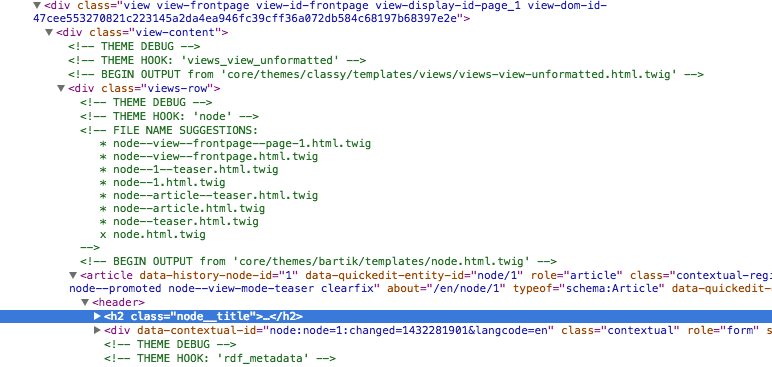 ▼<div class="view view-frontpage view-id-frontpage view-display-id-page_1 view-dom-id-
47cee553270821c223145a2da4ea946fc39cff36a072db584c68197b68397e2e">
▼<div class="view-content">
<!-- THEME DEBUG -->
<!-- THEME HOOK: 'views_view_unformatted' -->
<!-- BEGIN OUTPUT from 'core/themes/classy/templates/views/views-view-unformatted.html.twig' -->
▼<div class="views-row">
<!-- THEME DEBUG -->
<!-- THEME HOOK: 'node' -->
<!-- FILE NAME SUGGESTIONS:
* node--view--frontpage--page-1.html.twig
* node--view--frontpage.html.twig
* node--1--teaser.html.twig
* node--1.html.twig
* node--article--teaser.html.twig
* node--article.html.twig
* node--teaser.html.twig
x node.html.twig
-->
<!-- BEGIN OUTPUT from 'core/themes/bartik/templates/node.html.twig' -->
▼<article data-history-node-id="1" data-quickedit-entity-id="node/1" role="article" class="contextual-regi
node--promoted node--view-mode-teaser clearfix" about="/en/node/1" typeof="schema:Article" data-quickedit-
▼<header>
▶<h2 class="node__title">…</h2>
▶<div data-contextual-id="node:node=1:changed=1432281901&langcode=en" class="contextual" role="form" s
<!-- THEME DEBUG -->
<!-- THEME HOOK: 'rdf_metadata' -->